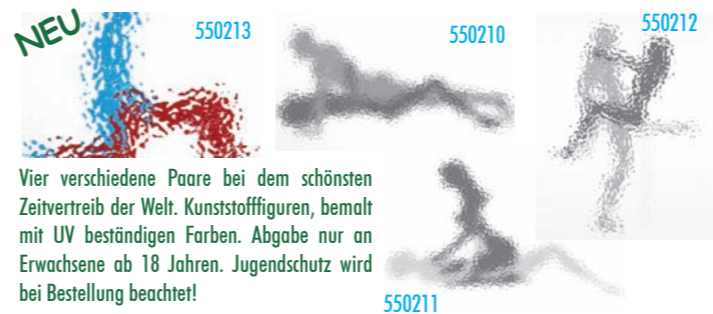 NEU
550213
550210
550212
Vier verschiedene Paare bei dem schönsten
Zeitvertreib der Welt. Kunststofffiguren, bemalt
mit UV beständigen Farben. Abgabe nur an
Erwachsene ab 18 Jahren. Jugendschutz wird
bei Bestellung beachtet!
550211